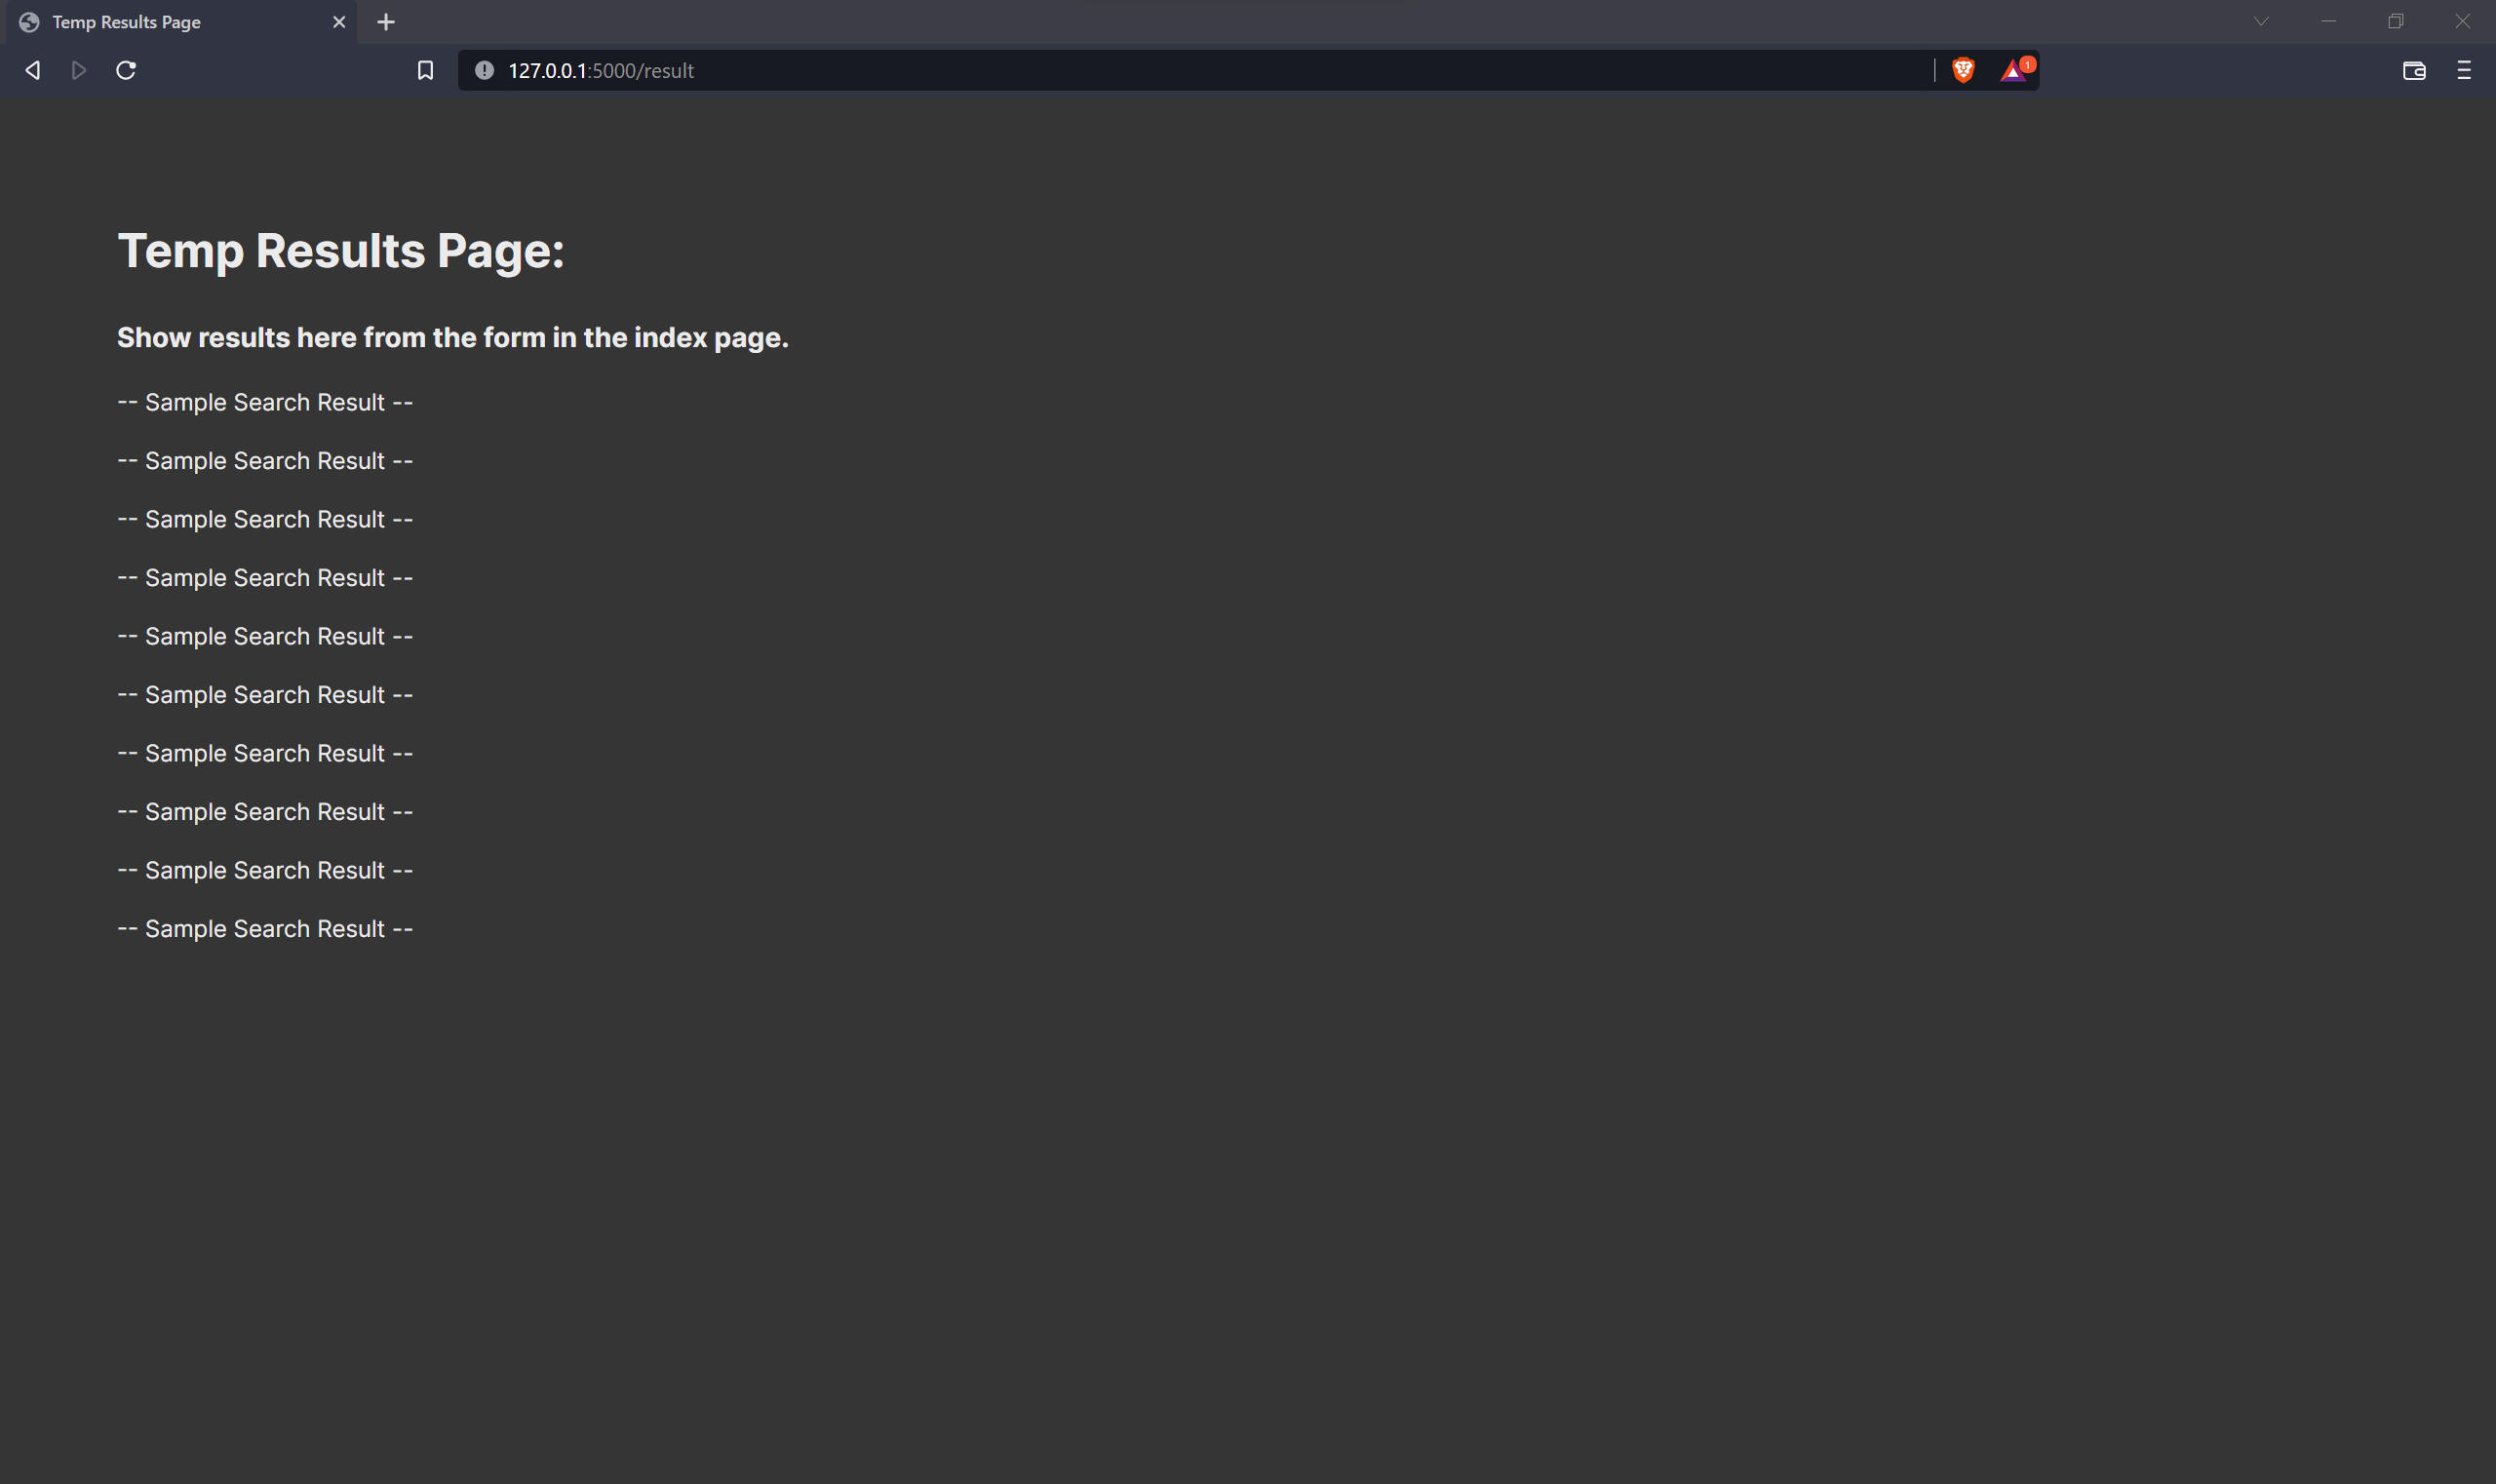 Temp Results Page
127.0.0.1:5000/result
1
Temp Results Page:
Show results here from the form in the index page.
-- Sample Search Result --
-- Sample Search Result --
-- Sample Search Result --
-- Sample Search Result --
-- Sample Search Result --
-- Sample Search Result --
-- Sample Search Result --
-- Sample Search Result --
-- Sample Search Result --
-- Sample Search Result --